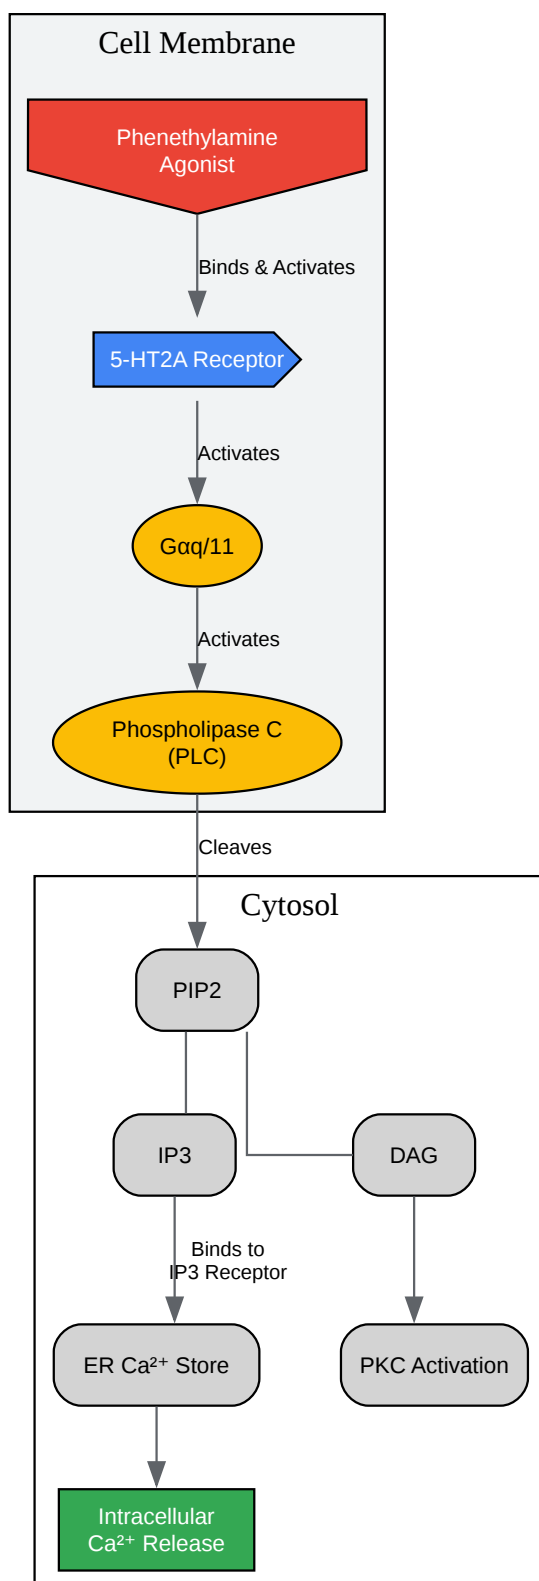 Cell Membrane
Phenethylamine
Agonist
Binds & Activates
5-HT2A Receptor
Activates
Gαq/11
Activates
Phospholipase C
(PLC)
Cleaves
Cytosol
PIP2
IP3
DAG
Binds to
IP3 Receptor
ER Ca²⁺ Store
PKC Activation
Intracellular
Ca²⁺ Release